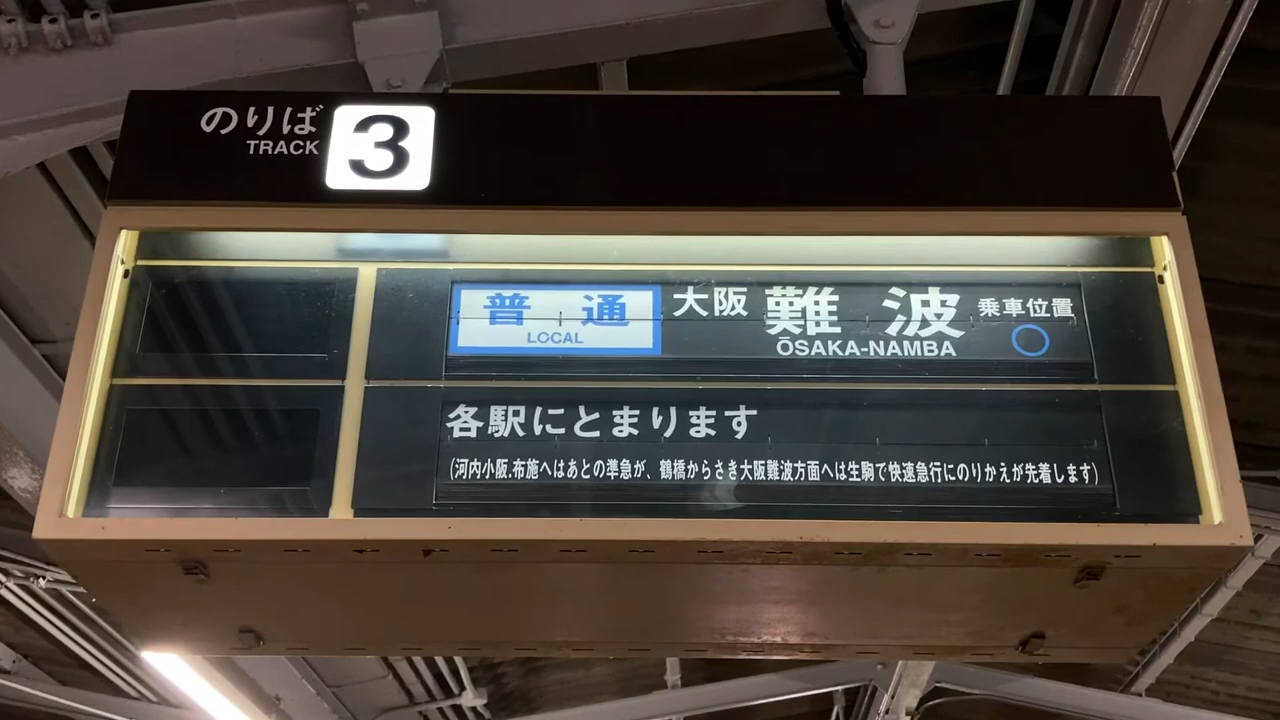 のりば 3
TRACK
普通 大阪 難波 乗車位置
LOCAL ŌSAKA-NAMBA
各駅にとまります
(河内小阪.布施へはあとの準急が、鶴橋からさき大阪難波方面へは生駒で快速急行にのりかえが先着します)